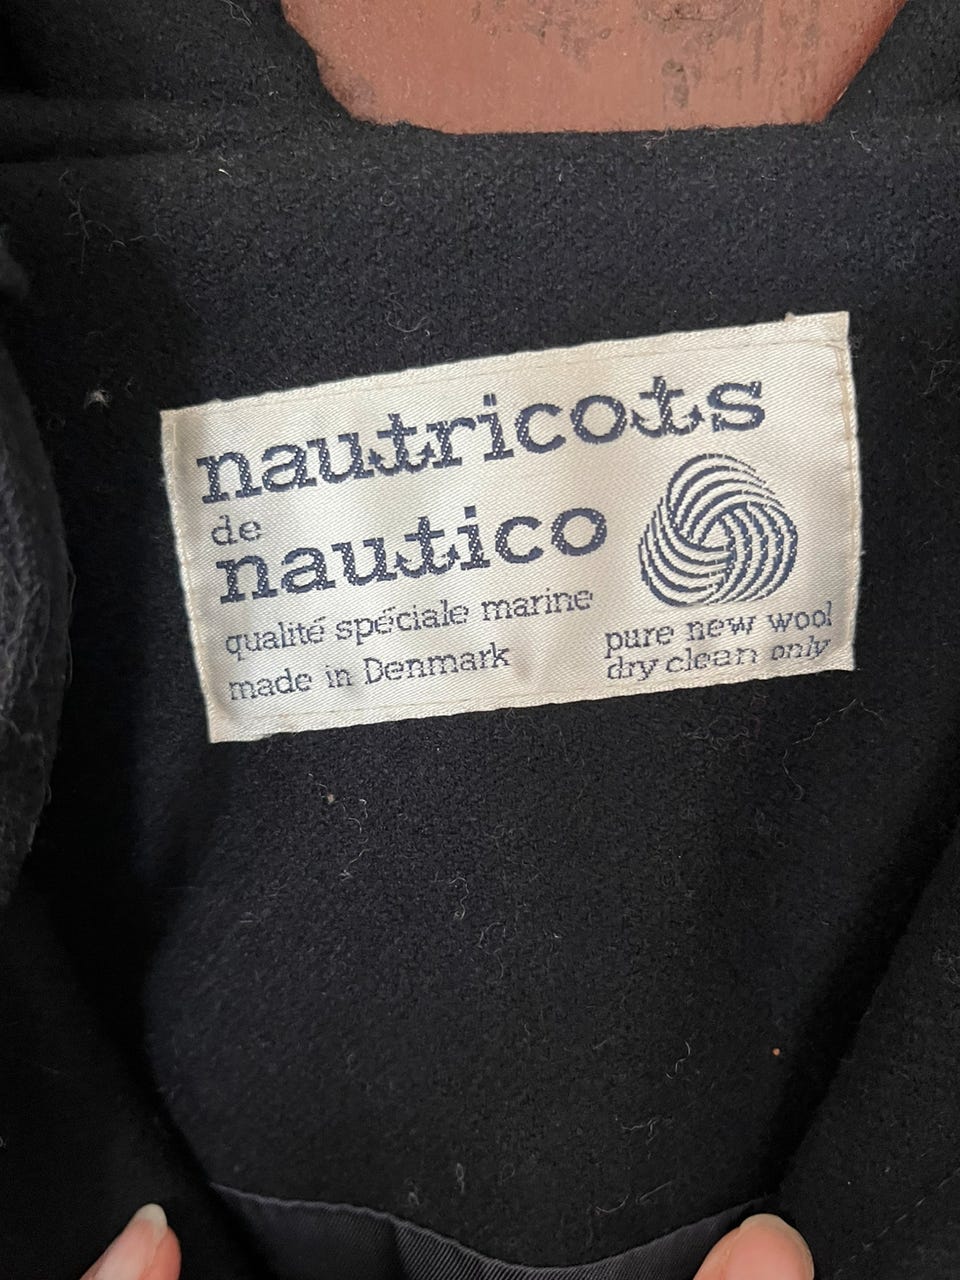 nautricots
de
nautico
qualité spéciale marine
made in Denmark
pure new wool
dry clean only